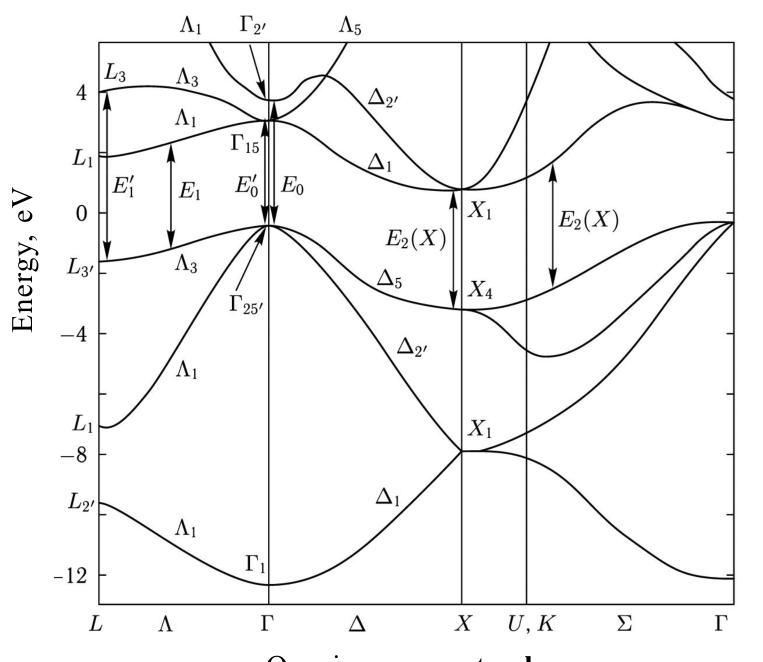 Λ₁ Γ₂′ Λ₅
L₃ Λ₃
4 Δ₂′
Λ₁ Γ₁₅
L₁ Δ₁
E₁′ E₁ E₀′ E₀
0 X₁
E₂(X) E₂(X)
L₃′ Λ₃ Δ₅ X₄
Γ₂₅′
−4 Δ₂′
Λ₁
L₁ X₁
−8
L₂′ Δ₁
Λ₁
Γ₁
−12
L Λ Γ Δ X U, K Σ Γ
Energy, eV